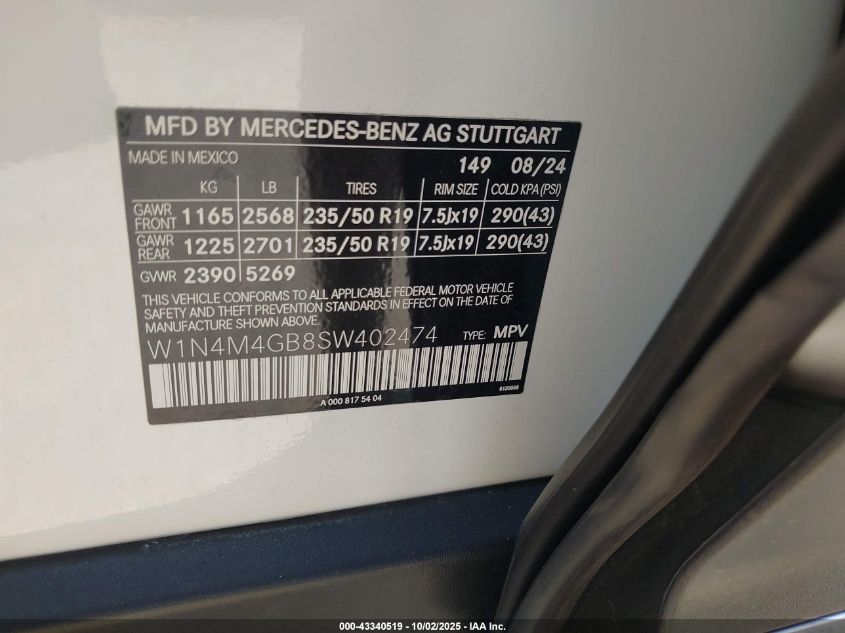 MFD BY MERCEDES-BENZ AG STUTTGART
MADE IN MEXICO 149 08/24
KG LB TIRES RIM SIZE COLD KPA (PSI)
GAWR FRONT 1165 2568 235/50 R19 7.5Jx19 290(43)
GAWR REAR 1225 2701 235/50 R19 7.5Jx19 290(43)
GVWR 2390 5269
THIS VEHICLE CONFORMS TO ALL APPLICABLE FEDERAL MOTOR VEHICLE
SAFETY AND THEFT PREVENTION STANDARDS IN EFFECT ON THE DATE OF
MANUFACTURE SHOWN ABOVE.
W1N4M4GB8SW402474 TYPE: MPV
A 000 817 54 04
000-43340519 - 10/02/2025 - IAA Inc.